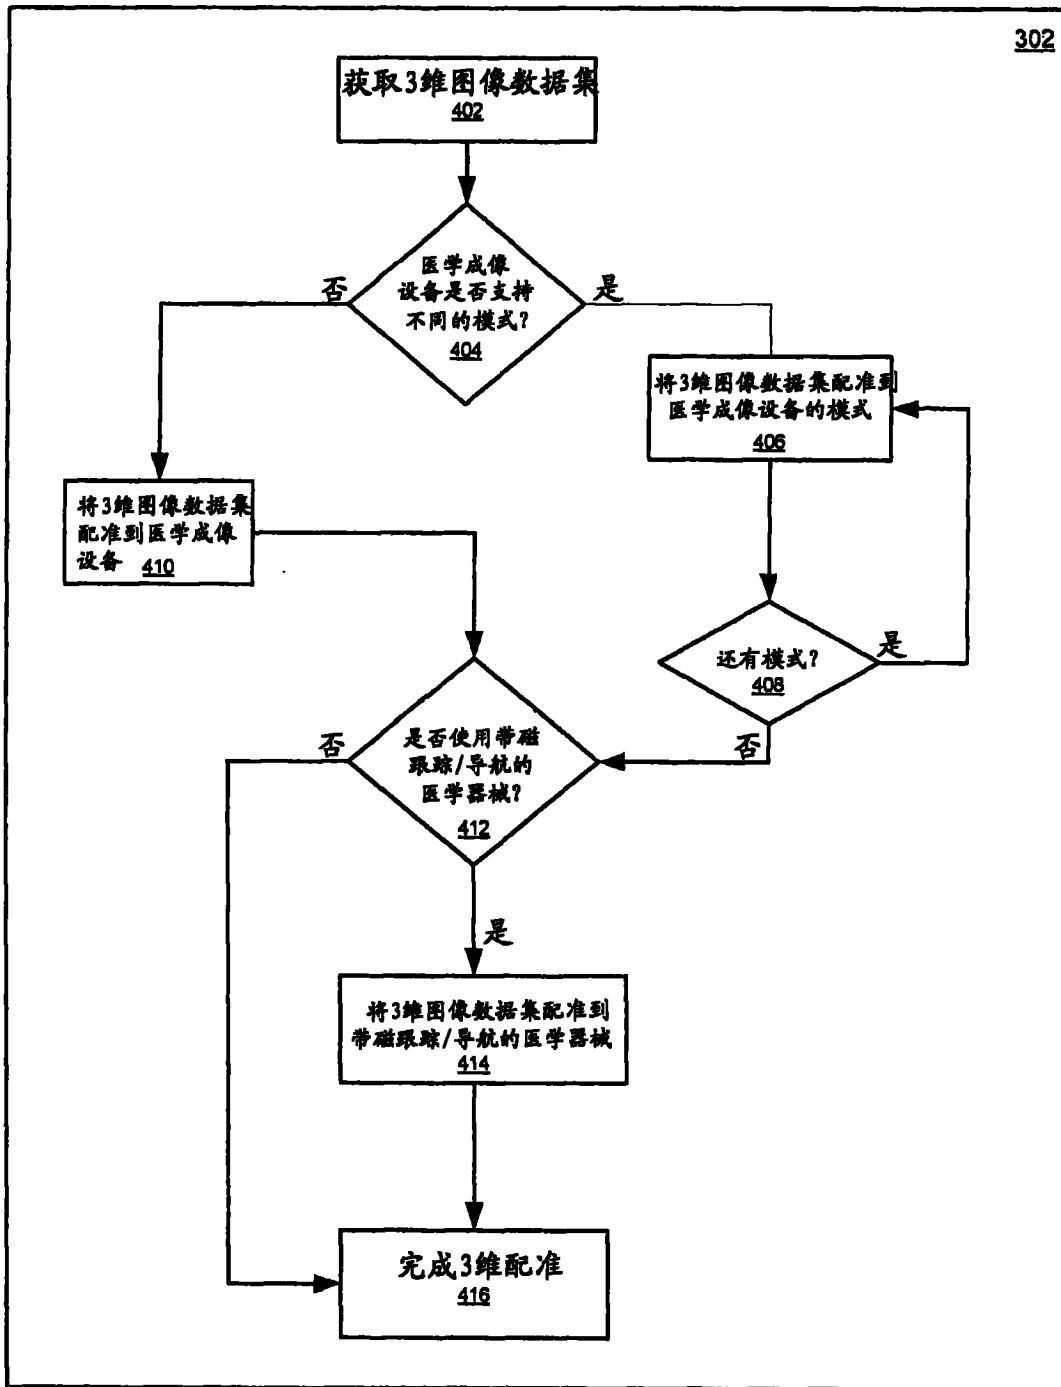 302
获取3维图像数据集
402
医学成像
设备是否支持
不同的模式？
404
否
是
将3维图像数据集配准到
医学成像设备的模式
406
将3维图像数据集
配准到医学成像
设备 410
还有模式？
408
是
否
是否使用带磁
跟踪/导航的
医学器械？
412
否
是
将3维图像数据集配准到
带磁跟踪/导航的医学器械
414
完成3维配准
416